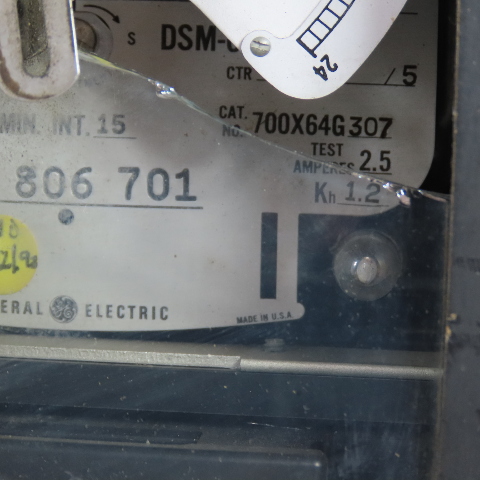 S DSM-
24
CTR /5
MIN. INT. 15
CAT. NO. 700X64G307
TEST AMPERES 2.5
806 701
Kh 1.2
ERAL GE ELECTRIC
MADE IN U.S.A.